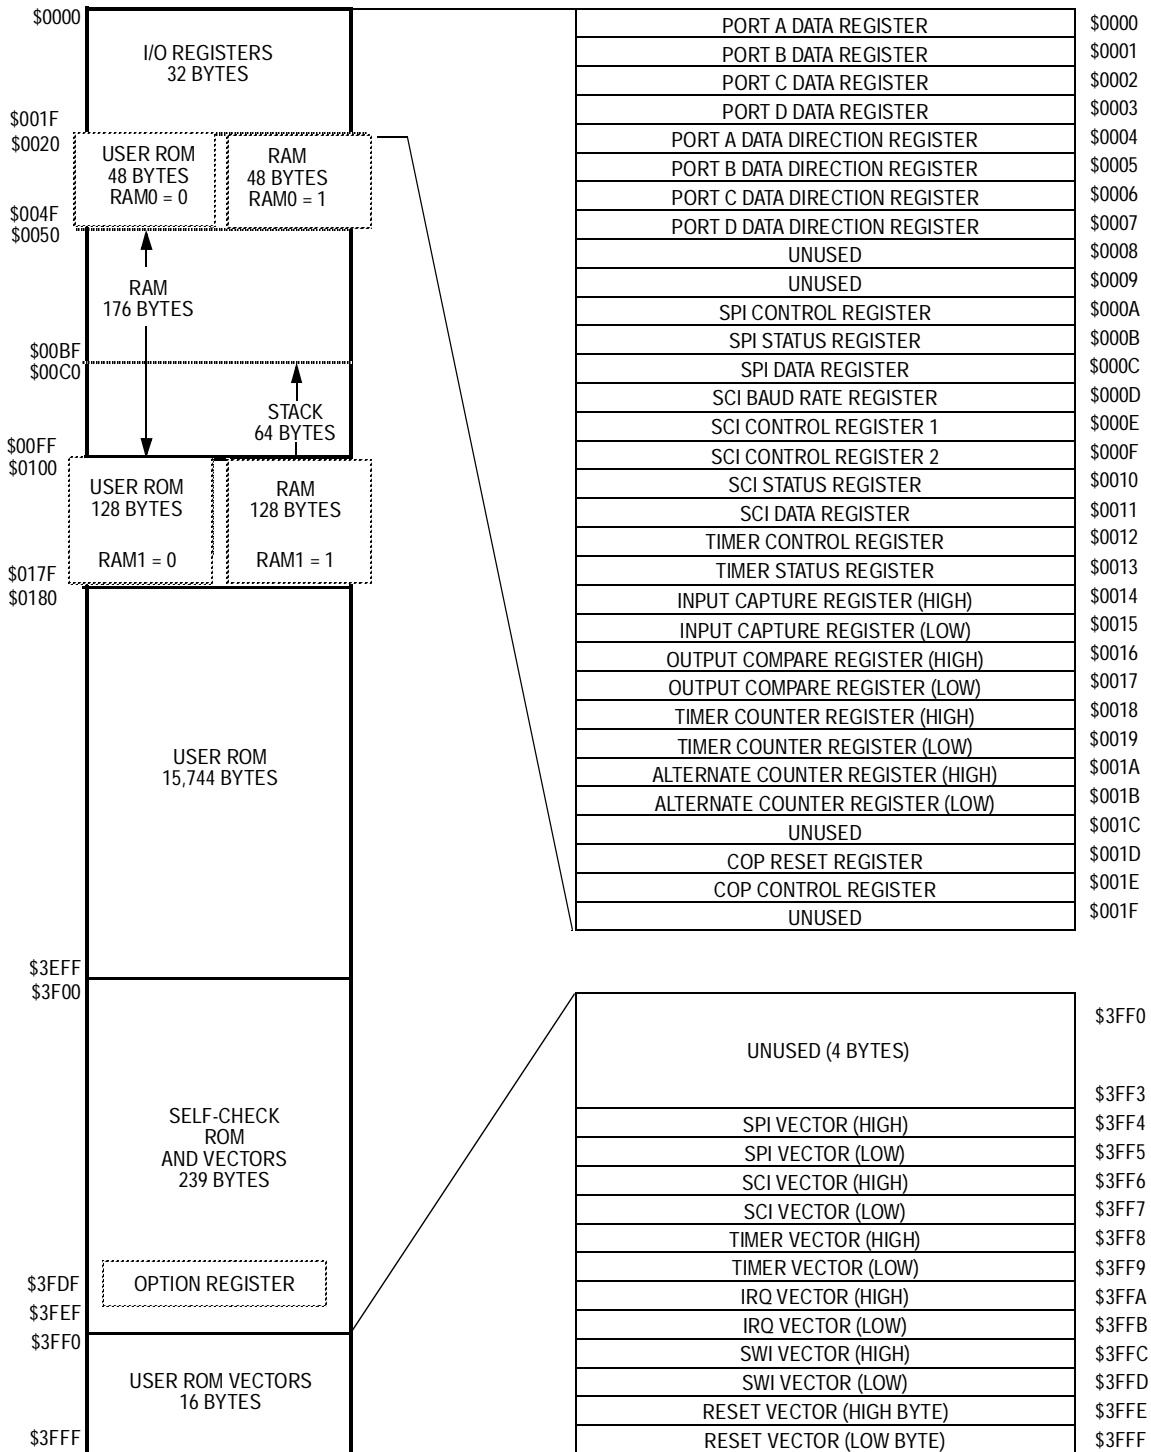 $0000
I/O REGISTERS
32 BYTES
$001F
$0020
USER ROM
48 BYTES
RAM0 = 0
RAM
48 BYTES
RAM0 = 1
$004F
$0050
RAM
176 BYTES
$00BF
$00C0
STACK
64 BYTES
$00FF
$0100
USER ROM
128 BYTES
RAM1 = 0
RAM
128 BYTES
RAM1 = 1
$017F
$0180
USER ROM
15,744 BYTES
$3EFF
$3F00
SELF-CHECK
ROM
AND VECTORS
239 BYTES
OPTION REGISTER
$3FDF
$3FEF
$3FF0
USER ROM VECTORS
16 BYTES
$3FFF
PORT A DATA REGISTER $0000
PORT B DATA REGISTER $0001
PORT C DATA REGISTER $0002
PORT D DATA REGISTER $0003
PORT A DATA DIRECTION REGISTER $0004
PORT B DATA DIRECTION REGISTER $0005
PORT C DATA DIRECTION REGISTER $0006
PORT D DATA DIRECTION REGISTER $0007
UNUSED $0008
UNUSED $0009
SPI CONTROL REGISTER $000A
SPI STATUS REGISTER $000B
SPI DATA REGISTER $000C
SCI BAUD RATE REGISTER $000D
SCI CONTROL REGISTER 1 $000E
SCI CONTROL REGISTER 2 $000F
SCI STATUS REGISTER $0010
SCI DATA REGISTER $0011
TIMER CONTROL REGISTER $0012
TIMER STATUS REGISTER $0013
INPUT CAPTURE REGISTER (HIGH) $0014
INPUT CAPTURE REGISTER (LOW) $0015
OUTPUT COMPARE REGISTER (HIGH) $0016
OUTPUT COMPARE REGISTER (LOW) $0017
TIMER COUNTER REGISTER (HIGH) $0018
TIMER COUNTER REGISTER (LOW) $0019
ALTERNATE COUNTER REGISTER (HIGH) $001A
ALTERNATE COUNTER REGISTER (LOW) $001B
UNUSED $001C
COP RESET REGISTER $001D
COP CONTROL REGISTER $001E
UNUSED $001F
$3FF0
UNUSED (4 BYTES)
$3FF3
SPI VECTOR (HIGH) $3FF4
SPI VECTOR (LOW) $3FF5
SCI VECTOR (HIGH) $3FF6
SCI VECTOR (LOW) $3FF7
TIMER VECTOR (HIGH) $3FF8
TIMER VECTOR (LOW) $3FF9
IRQ VECTOR (HIGH) $3FFA
IRQ VECTOR (LOW) $3FFB
SWI VECTOR (HIGH) $3FFC
SWI VECTOR (LOW) $3FFD
RESET VECTOR (HIGH BYTE) $3FFE
RESET VECTOR (LOW BYTE) $3FFF